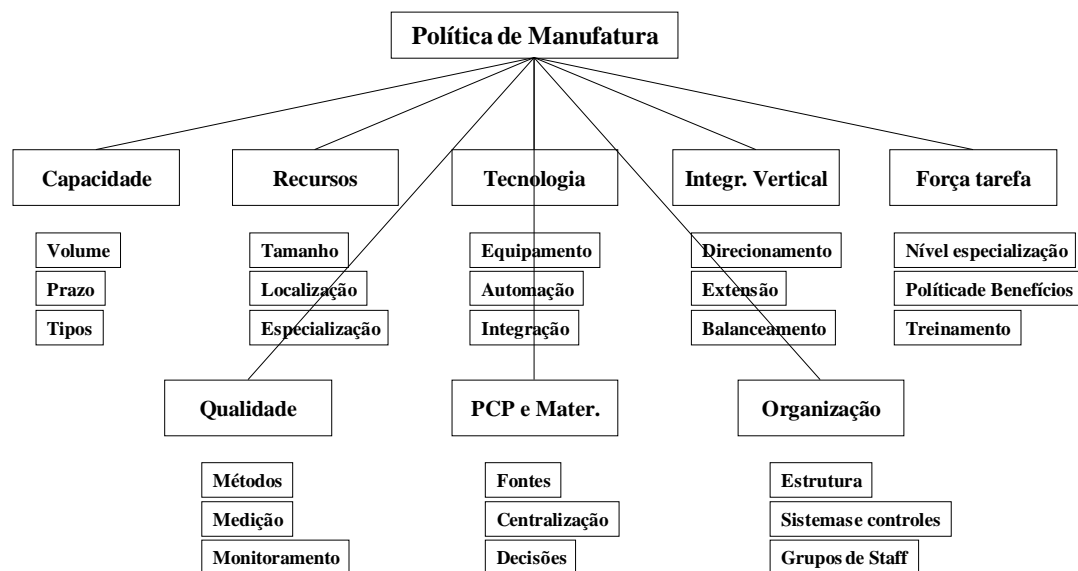 Política de Manufatura
Capacidade
Recursos
Tecnologia
Integr. Vertical
Força tarefa
Volume
Prazo
Tipos
Tamanho
Localização
Especialização
Equipamento
Automação
Integração
Direcionamento
Extensão
Balanceamento
Nível especialização
Políticade Benefícios
Treinamento
Qualidade
PCP e Mater.
Organização
Métodos
Medição
Monitoramento
Fontes
Centralização
Decisões
Estrutura
Sistemase controles
Grupos de Staff